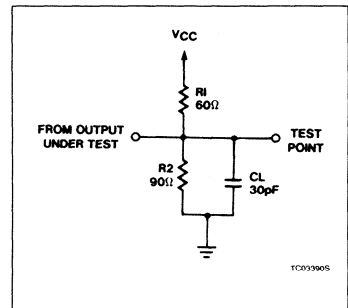 VCC
R1
60Ω
FROM OUTPUT
UNDER TEST
TEST
POINT
R2
90Ω
CL
30pF
TC03390S